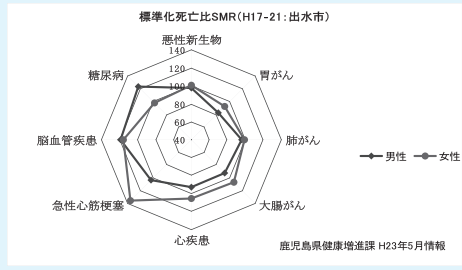 標準化死亡比SMR(H17-21:出水市)
悪性新生物
140
120
100
80
60
40
胃がん
肺がん
大腸がん
心疾患
急性心筋梗塞
脳血管疾患
糖尿病
男性
女性
鹿児島県健康増進課 H23年5月情報